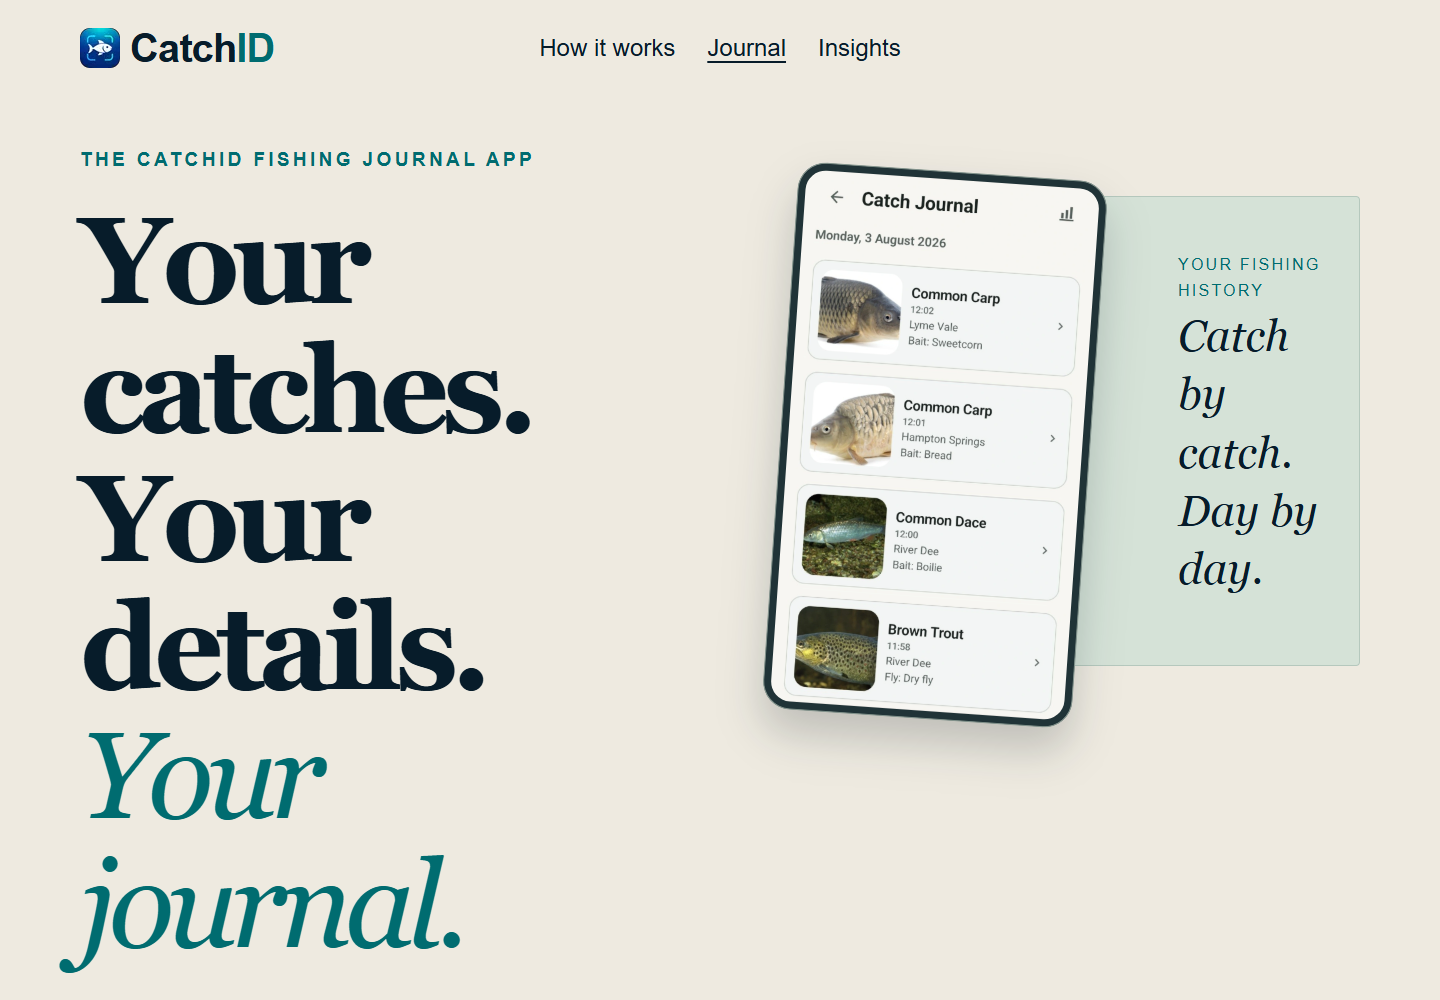 CatchID
How it works Journal Insights
THE CATCHID FISHING JOURNAL APP
Your
catches.
Your
details.
Your
journal.
Catch Journal
Monday, 3 August 2026
Common Carp
12:02
Lyme Vale
Bait: Sweetcorn
Common Carp
12:01
Hampton Springs
Bait: Bread
Common Dace
12:00
River Dee
Bait: Boilie
Brown Trout
11:58
River Dee
Fly: Dry fly
YOUR FISHING
HISTORY
Catch
by
catch.
Day by
day.